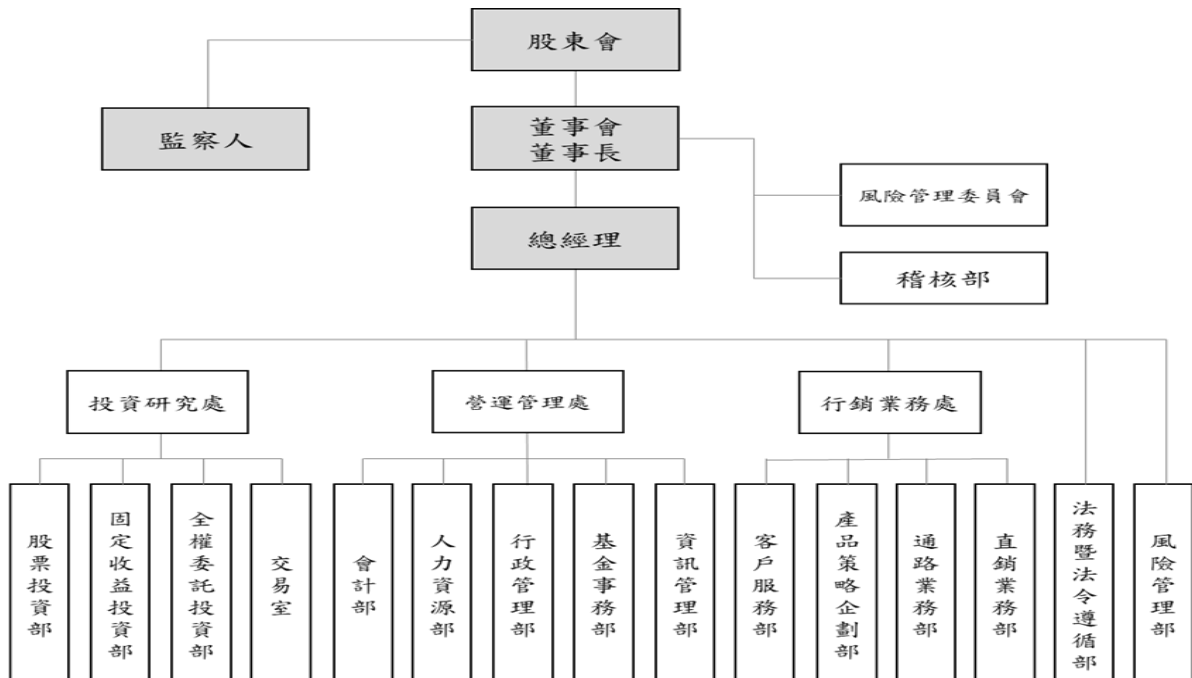 股東會
監察人
董事會
董事長
風險管理委員會
總經理
稽核部
投資研究處
營運管理處
行銷業務處
股票投資部
固定收益投資部
全權委託投資部
交易室
會計部
人力資源部
行政管理部
基金事務部
資訊管理部
客戶服務部
產品策略企劃部
通路業務部
直銷業務部
法務暨法令遵循部
風險管理部